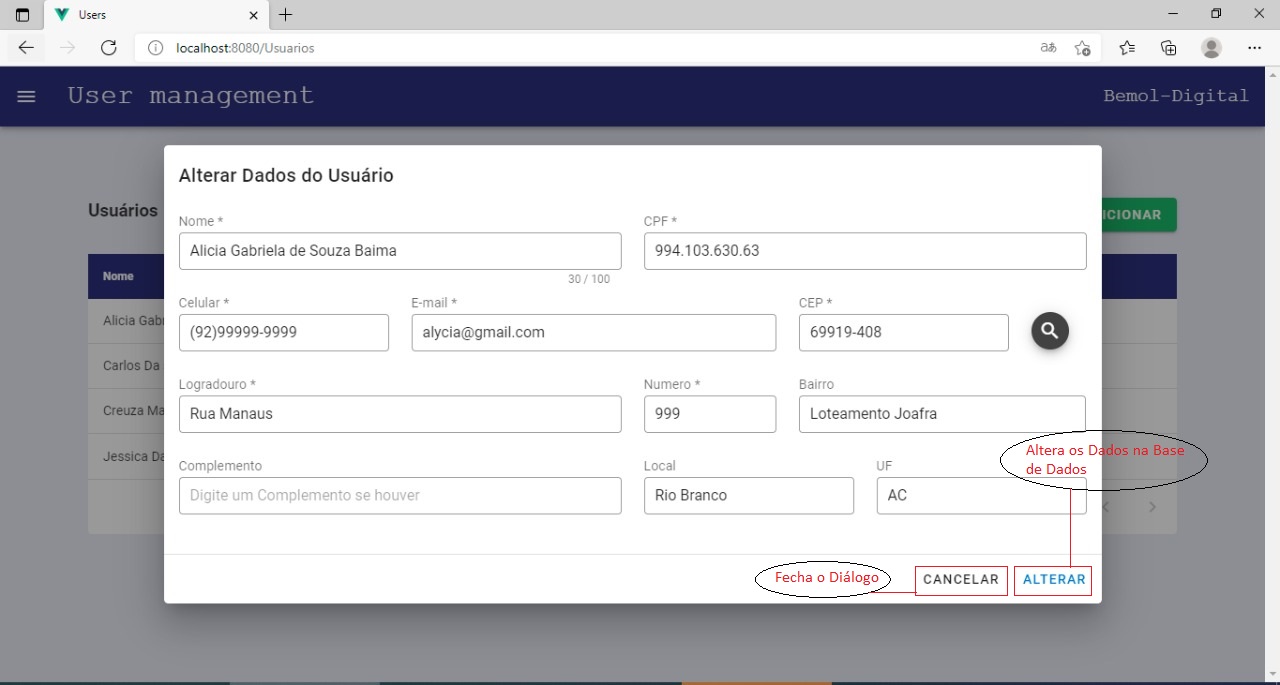 Users
localhost:8080/Usuarios
User management
Bemol-Digital
Alterar Dados do Usuário
Usuários
ICIONAR
Nome *
CPF *
Alicia Gabriela de Souza Baima
994.103.630.63
30 / 100
Nome
Celular *
E-mail *
CEP *
Alicia Gab
(92)99999-9999
alycia@gmail.com
69919-408
Carlos Da
Logradouro *
Numero *
Bairro
Creuza Ma
Rua Manaus
999
Loteamento Joafra
Jessica Da
Altera os Dados na Base
de Dados
Complemento
Local
UF
Digite um Complemento se houver
Rio Branco
AC
Fecha o Diálogo
CANCELAR
ALTERAR